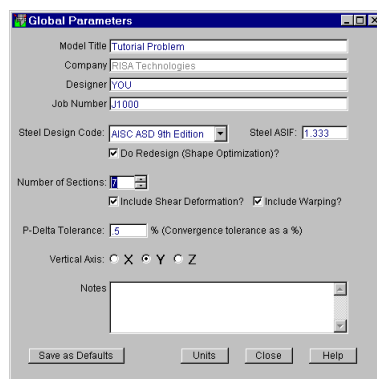 Global Parameters
Model Title Tutorial Problem
Company RISA Technologies
Designer YOU
Job Number J1000
Steel Design Code: AISC ASD 9th Edition Steel ASIF: 1.333
Do Redesign (Shape Optimization)?
Number of Sections: 7
Include Shear Deformation? Include Warping?
P-Delta Tolerance: .5 % (Convergence tolerance as a %)
Vertical Axis: X Y Z
Notes
Save as Defaults Units Close Help